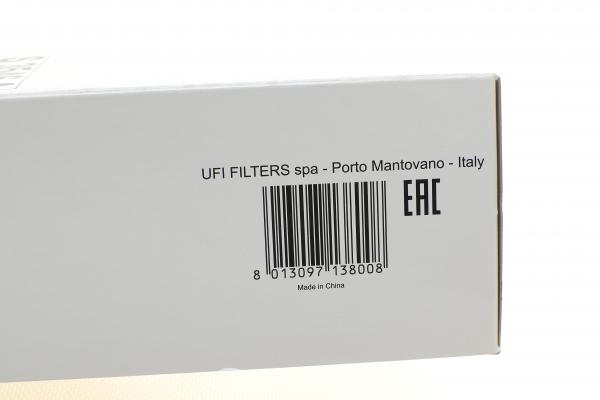 UFI FILTERS spa - Porto Mantovano - Italy
EAC
8 013097 138008
Made in China